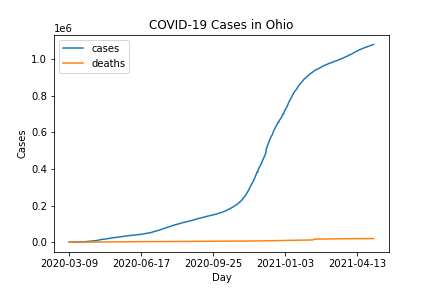 COVID-19 Cases in Ohio
1e6
cases
deaths
1.0
0.8
0.6
0.4
0.2
0.0
Cases
2020-03-09 2020-06-17 2020-09-25 2021-01-03 2021-04-13
Day